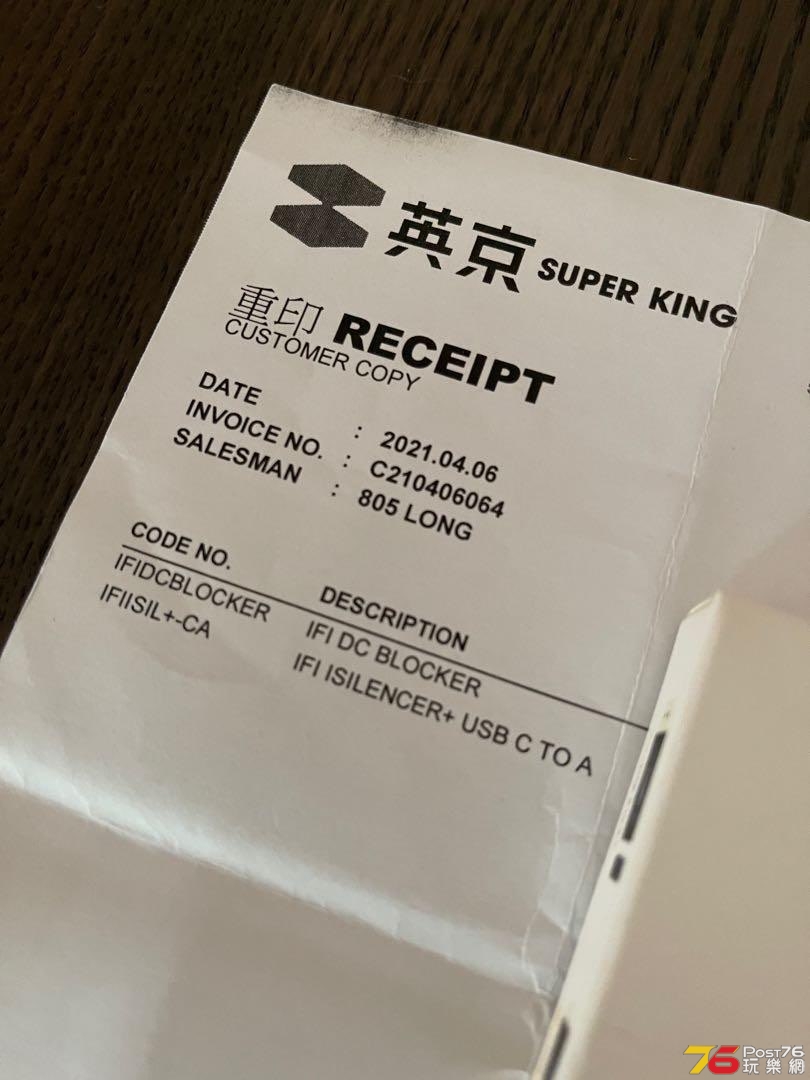 英京 SUPER KING
重印 RECEIPT
CUSTOMER COPY
DATE : 2021.04.06
INVOICE NO. : C210406064
SALESMAN : 805 LONG
CODE NO. DESCRIPTION
IFIDCBLOCKER IFI DC BLOCKER
IFIISIL+-CA IFI ISILENCER+ USB C TO A
76 POST76
玩樂網